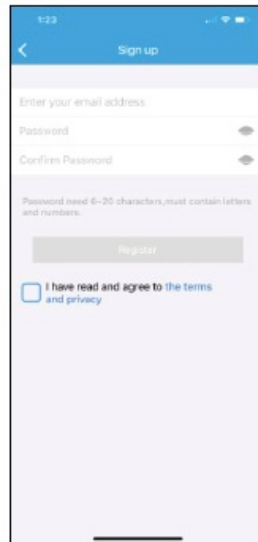 1:23
Sign up
Enter your email address
Password
Confirm Password
Password need 6-20 characters,must contain letters
and numbers.
Register
I have read and agree to the terms
and privacy